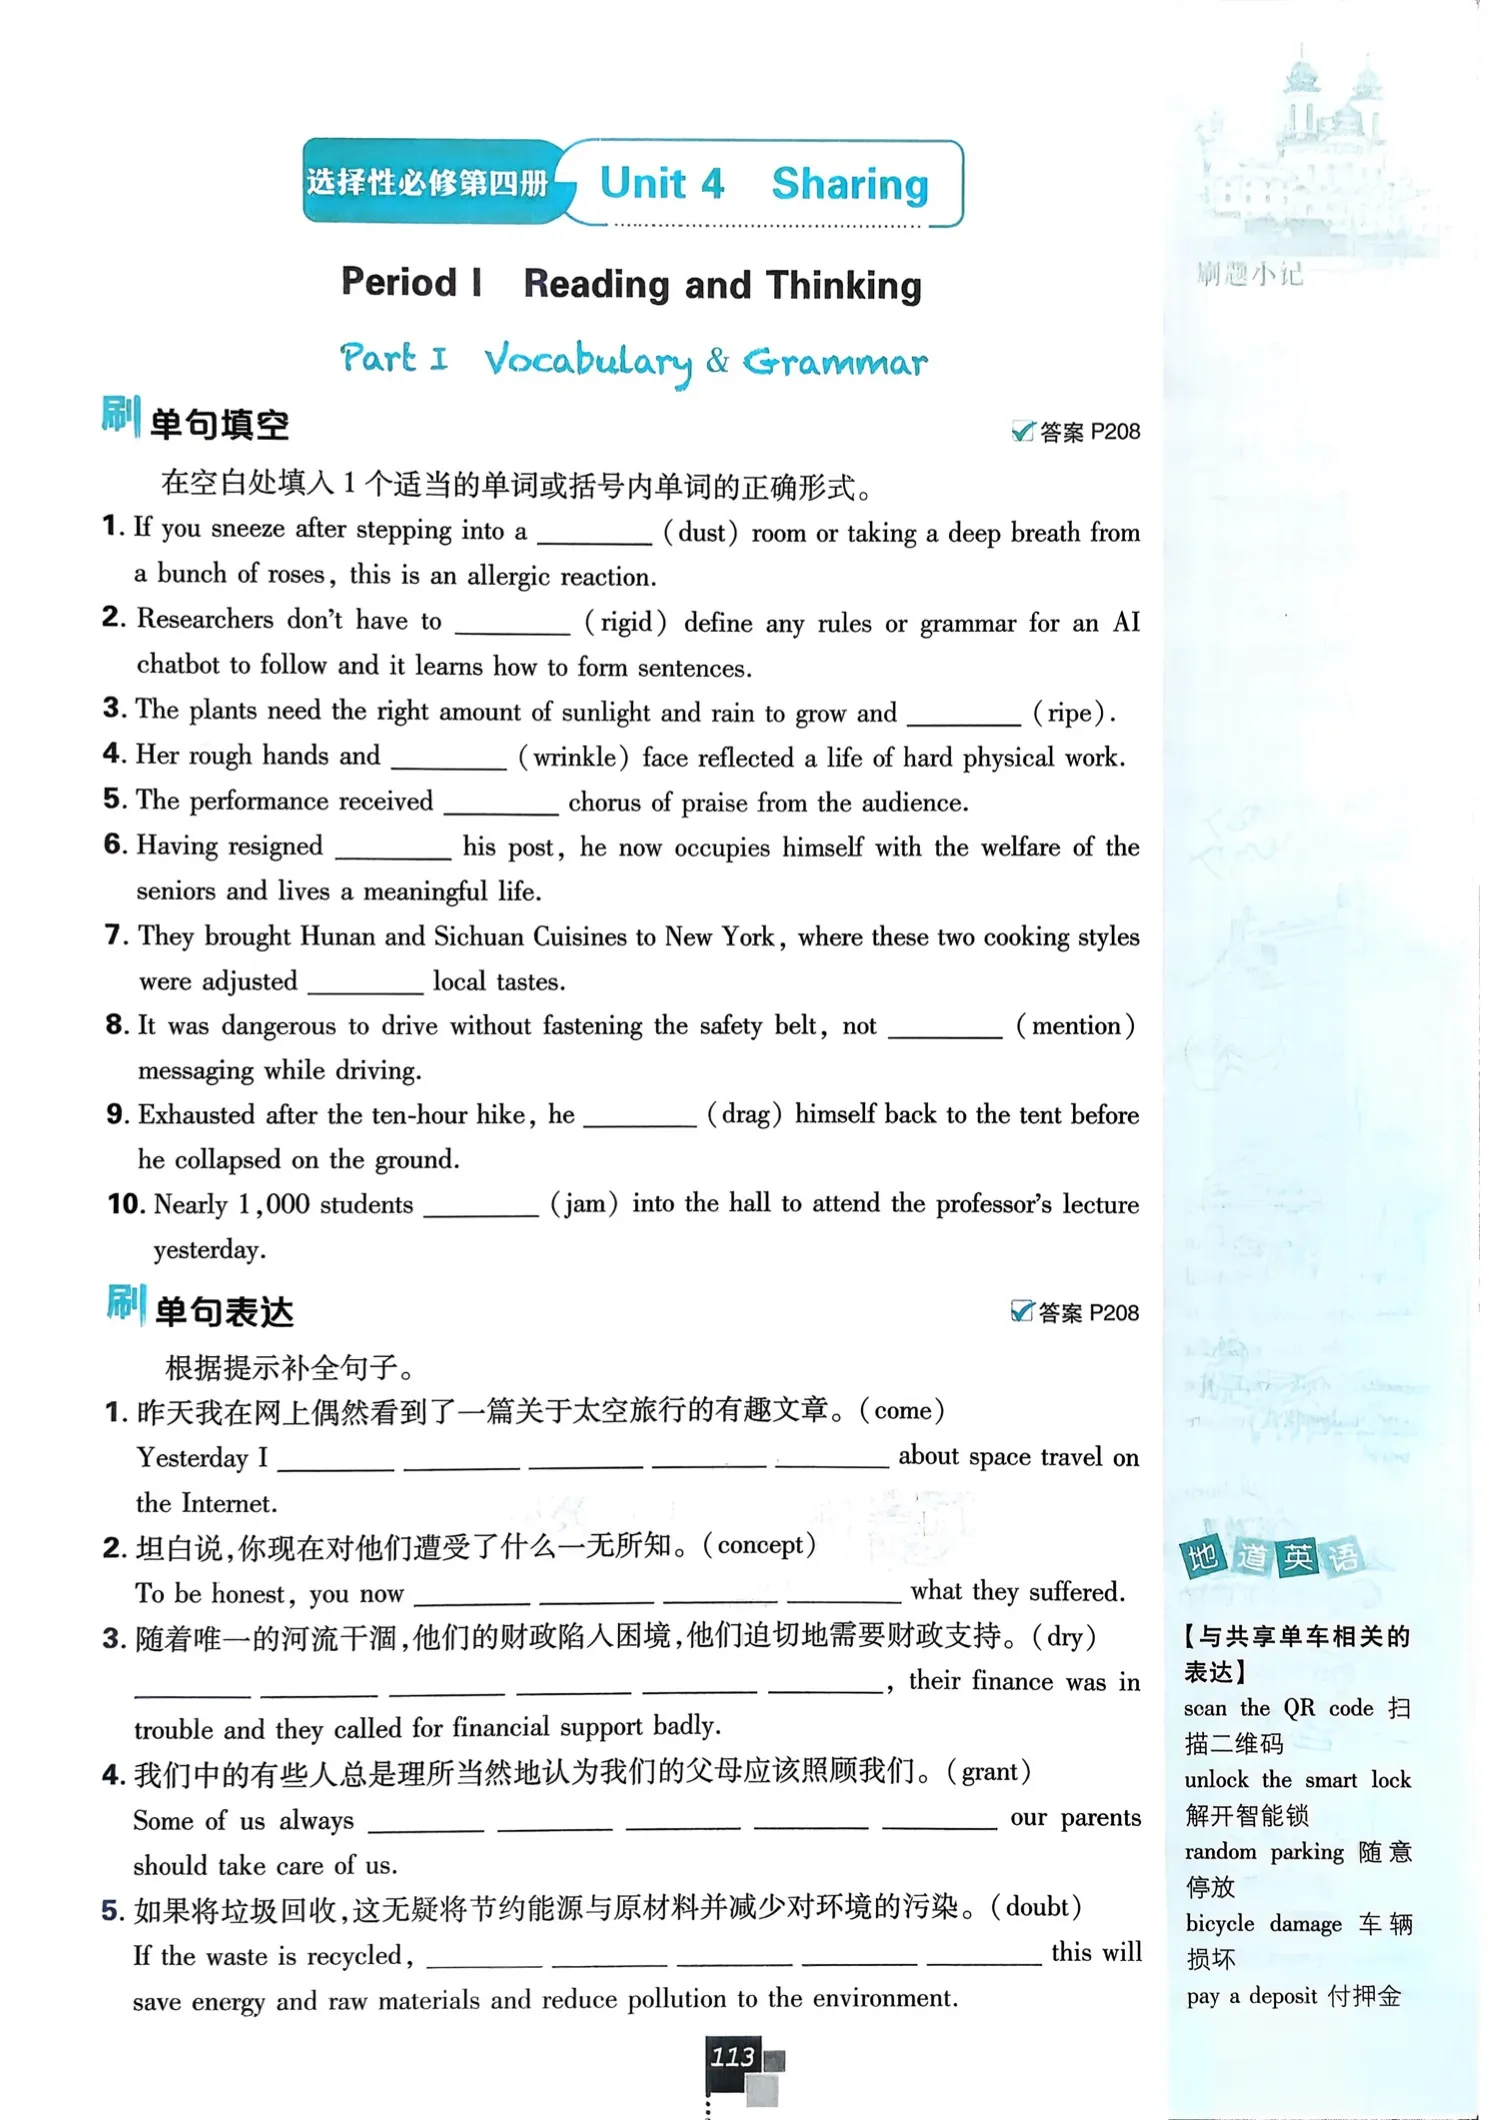 选择性必修第四册 Unit 4 Sharing
刷题小记
Period I Reading and Thinking
Part I Vocabulary & Grammar
刷 单句填空 答案 P208
在空白处填入 1 个适当的单词或括号内单词的正确形式。
1. If you sneeze after stepping into a ________ (dust) room or taking a deep breath from
a bunch of roses, this is an allergic reaction.
2. Researchers don't have to ________ (rigid) define any rules or grammar for an AI
chatbot to follow and it learns how to form sentences.
3. The plants need the right amount of sunlight and rain to grow and ________ (ripe).
4. Her rough hands and ________ (wrinkle) face reflected a life of hard physical work.
5. The performance received ________ chorus of praise from the audience.
6. Having resigned ________ his post, he now occupies himself with the welfare of the
seniors and lives a meaningful life.
7. They brought Hunan and Sichuan Cuisines to New York, where these two cooking styles
were adjusted ________ local tastes.
8. It was dangerous to drive without fastening the safety belt, not ________ (mention)
messaging while driving.
9. Exhausted after the ten-hour hike, he ________ (drag) himself back to the tent before
he collapsed on the ground.
10. Nearly 1,000 students ________ (jam) into the hall to attend the professor's lecture
yesterday.
刷 单句表达 答案 P208
根据提示补全句子。
1. 昨天我在网上偶然看到了一篇关于太空旅行的有趣文章。(come)
Yesterday I ________ ________ ________ ________ ________ about space travel on
the Internet.
2. 坦白说,你现在对他们遭受了什么一无所知。(concept)
To be honest, you now ________ ________ ________ ________ what they suffered.
3. 随着唯一的河流干涸,他们的财政陷入困境,他们迫切地需要财政支持。(dry)
________ ________ ________ ________ ________ ________, their finance was in
trouble and they called for financial support badly.
4. 我们中的有些人总是理所当然地认为我们的父母应该照顾我们。(grant)
Some of us always ________ ________ ________ ________ ________ our parents
should take care of us.
5. 如果将垃圾回收,这无疑将节约能源与原材料并减少对环境的污染。(doubt)
If the waste is recycled, ________ ________ ________ ________ ________ this will
save energy and raw materials and reduce pollution to the environment.
地道英语
【与共享单车相关的
表达】
scan the QR code 扫
描二维码
unlock the smart lock
解开智能锁
random parking 随意
停放
bicycle damage 车辆
损坏
pay a deposit 付押金
113